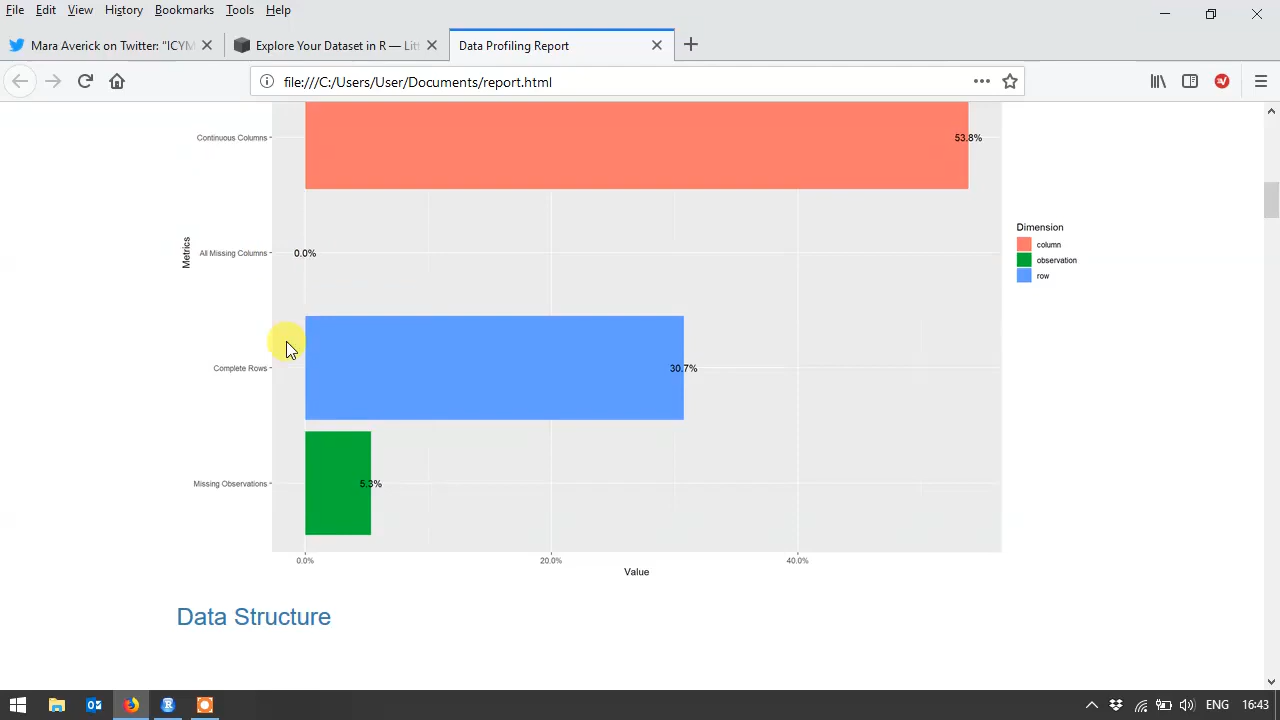 File Edit View History Bookmarks Tools Help
Mara Averick on Twitter: "ICYM
Explore Your Dataset in R — Litt
Data Profiling Report
file:///C:/Users/User/Documents/report.html
Continuous Columns
53.8%
Dimension
column
observation
row
Metrics
All Missing Columns
0.0%
Complete Rows
30.7%
Missing Observations
5.3%
0.0% 20.0% 40.0%
Value
Data Structure
ENG 16:43